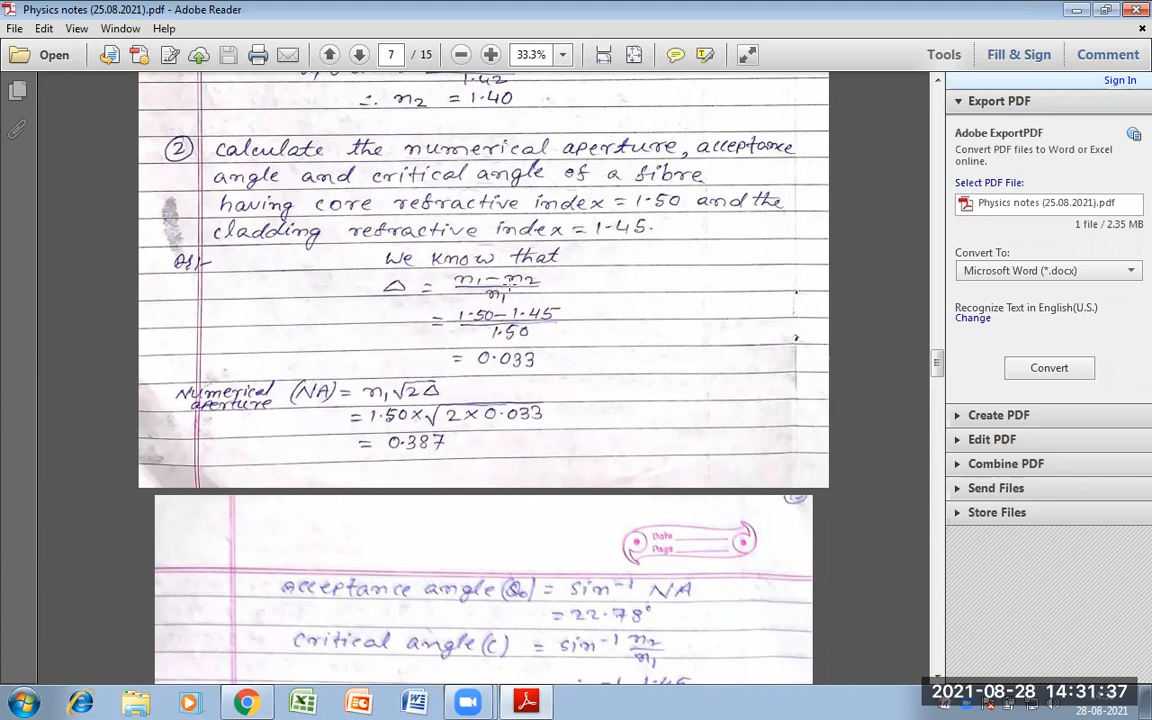 Physics notes (25.08.2021).pdf - Adobe Reader
File Edit View Window Help
Open 7 / 15 33.3% Tools Fill & Sign Comment
Sign In
1.42
∴ n2 = 1.40
② Calculate the numerical aperture, acceptance
angle and critical angle of a fibre
having core refractive index = 1.50 and the
cladding refractive index = 1.45.
We know that
Δ = n1 - n2 / n1
= 1.50 - 1.45 / 1.50
= 0.033
Numerical aperture (NA) = n1 √2Δ
= 1.50 × √2 × 0.033
= 0.387
Date
Page
Acceptance angle (θ0) = sin-1 NA
= 22.78°
Critical angle (c) = sin-1 n2 / n1
Export PDF
Adobe ExportPDF
Convert PDF files to Word or Excel
online.
Select PDF File:
Physics notes (25.08.2021).pdf
1 file / 2.35 MB
Convert To:
Microsoft Word (*.docx)
Recognize Text in English(U.S.)
Change
Convert
Create PDF
Edit PDF
Combine PDF
Send Files
Store Files
2021-08-28 14:31:37
28-08-2021